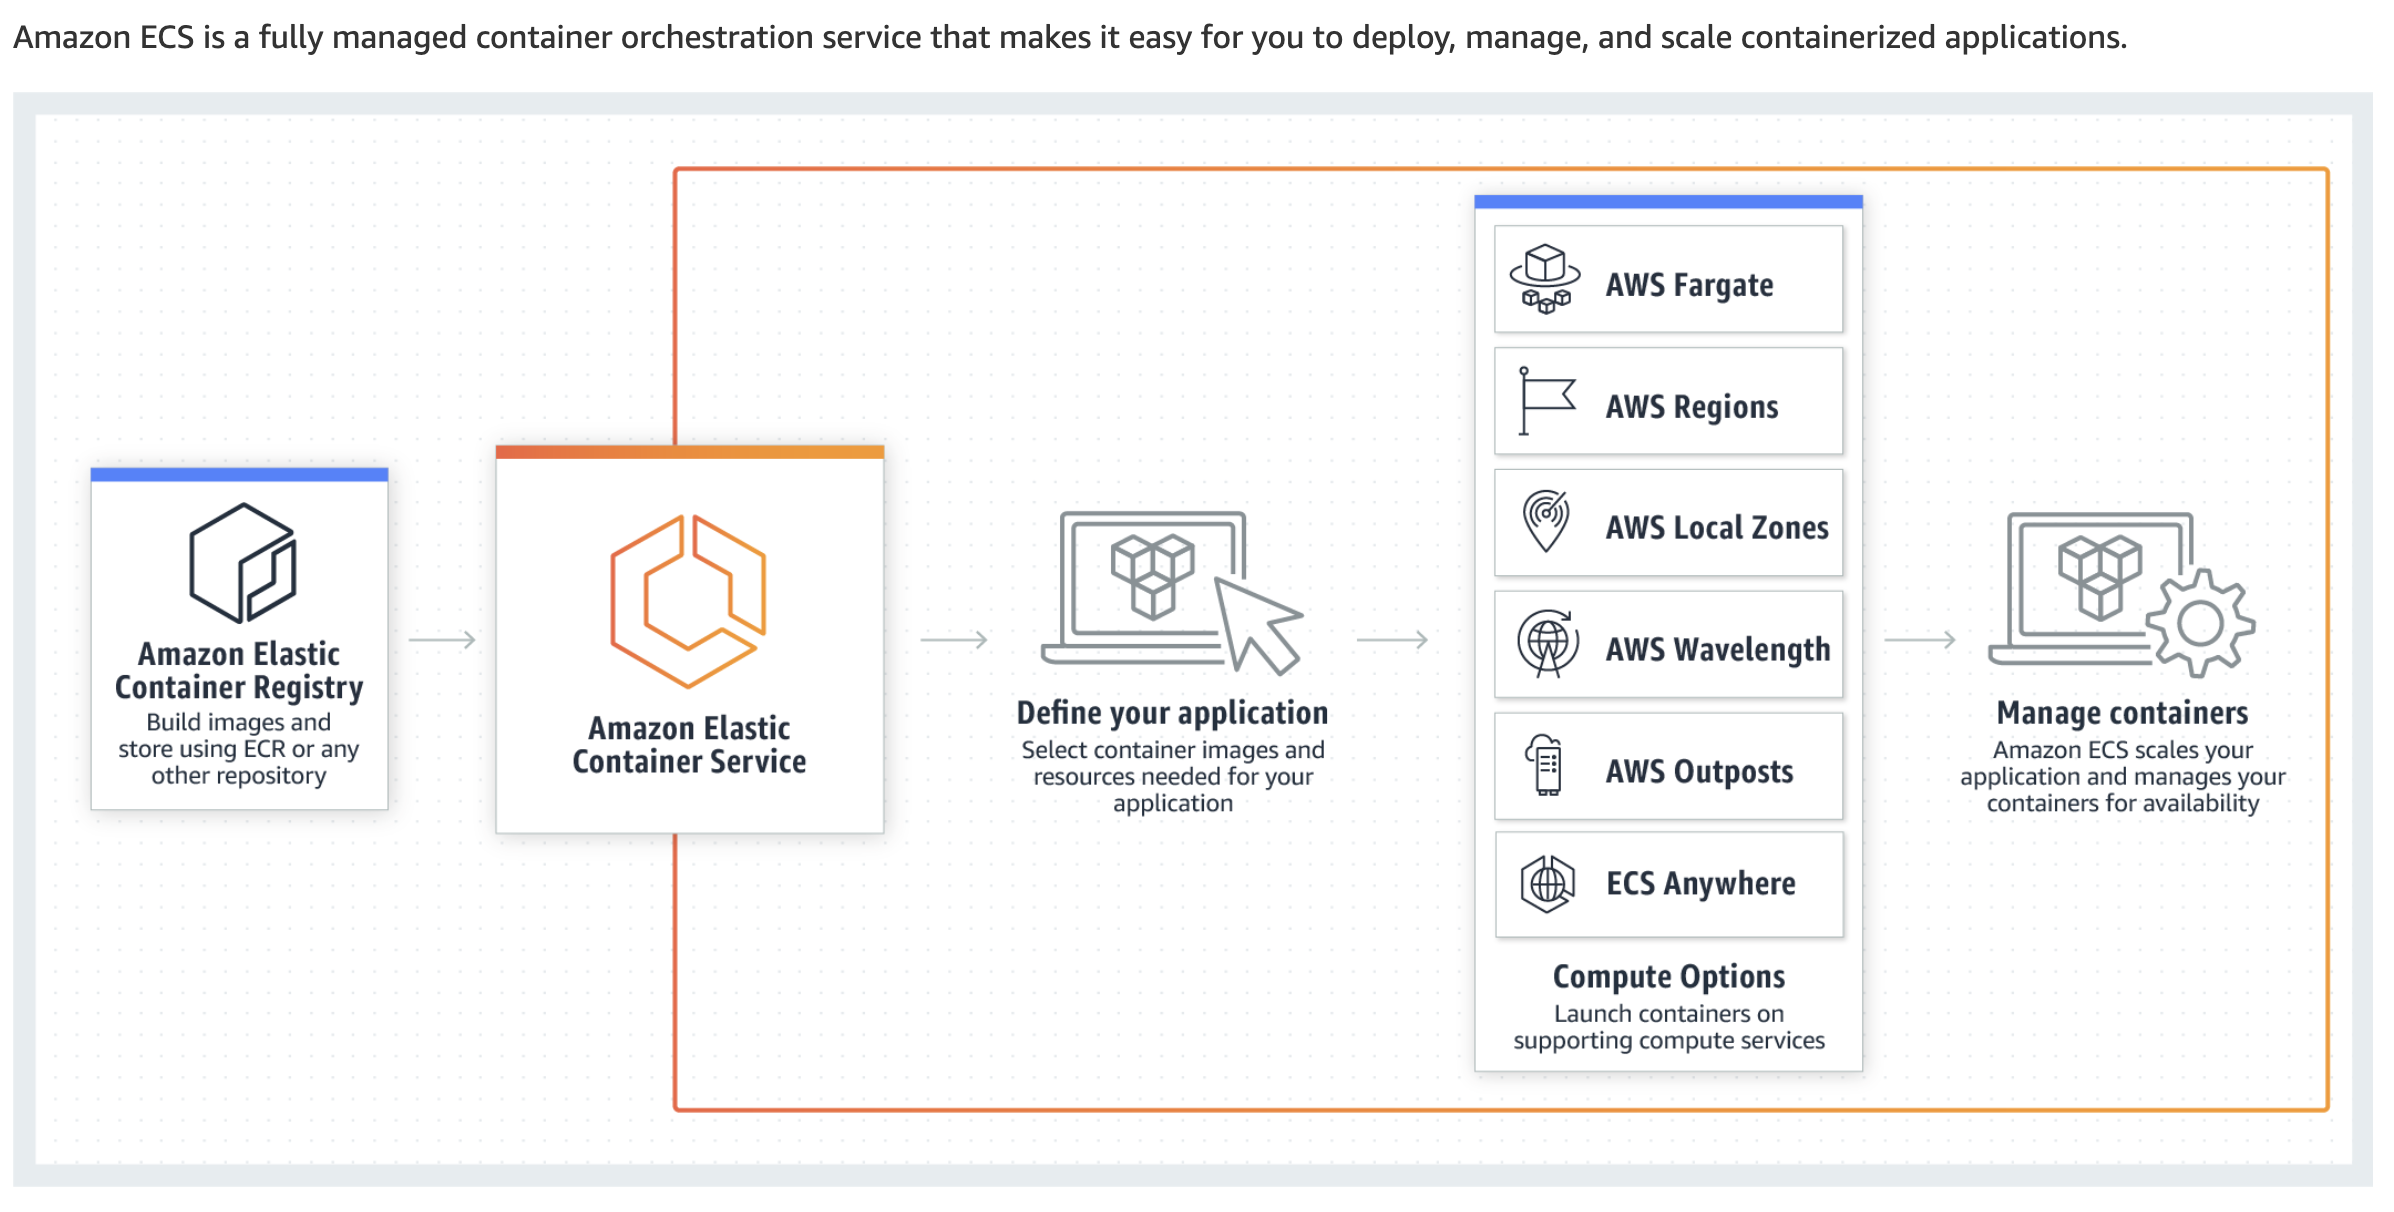 Amazon ECS is a fully managed container orchestration service that makes it easy for you to deploy, manage, and scale containerized applications.
Amazon Elastic
Container Registry
Build images and
store using ECR or any
other repository
Amazon Elastic
Container Service
Define your application
Select container images and
resources needed for your
application
AWS Fargate
AWS Regions
AWS Local Zones
AWS Wavelength
AWS Outposts
ECS Anywhere
Compute Options
Launch containers on
supporting compute services
Manage containers
Amazon ECS scales your
application and manages your
containers for availability